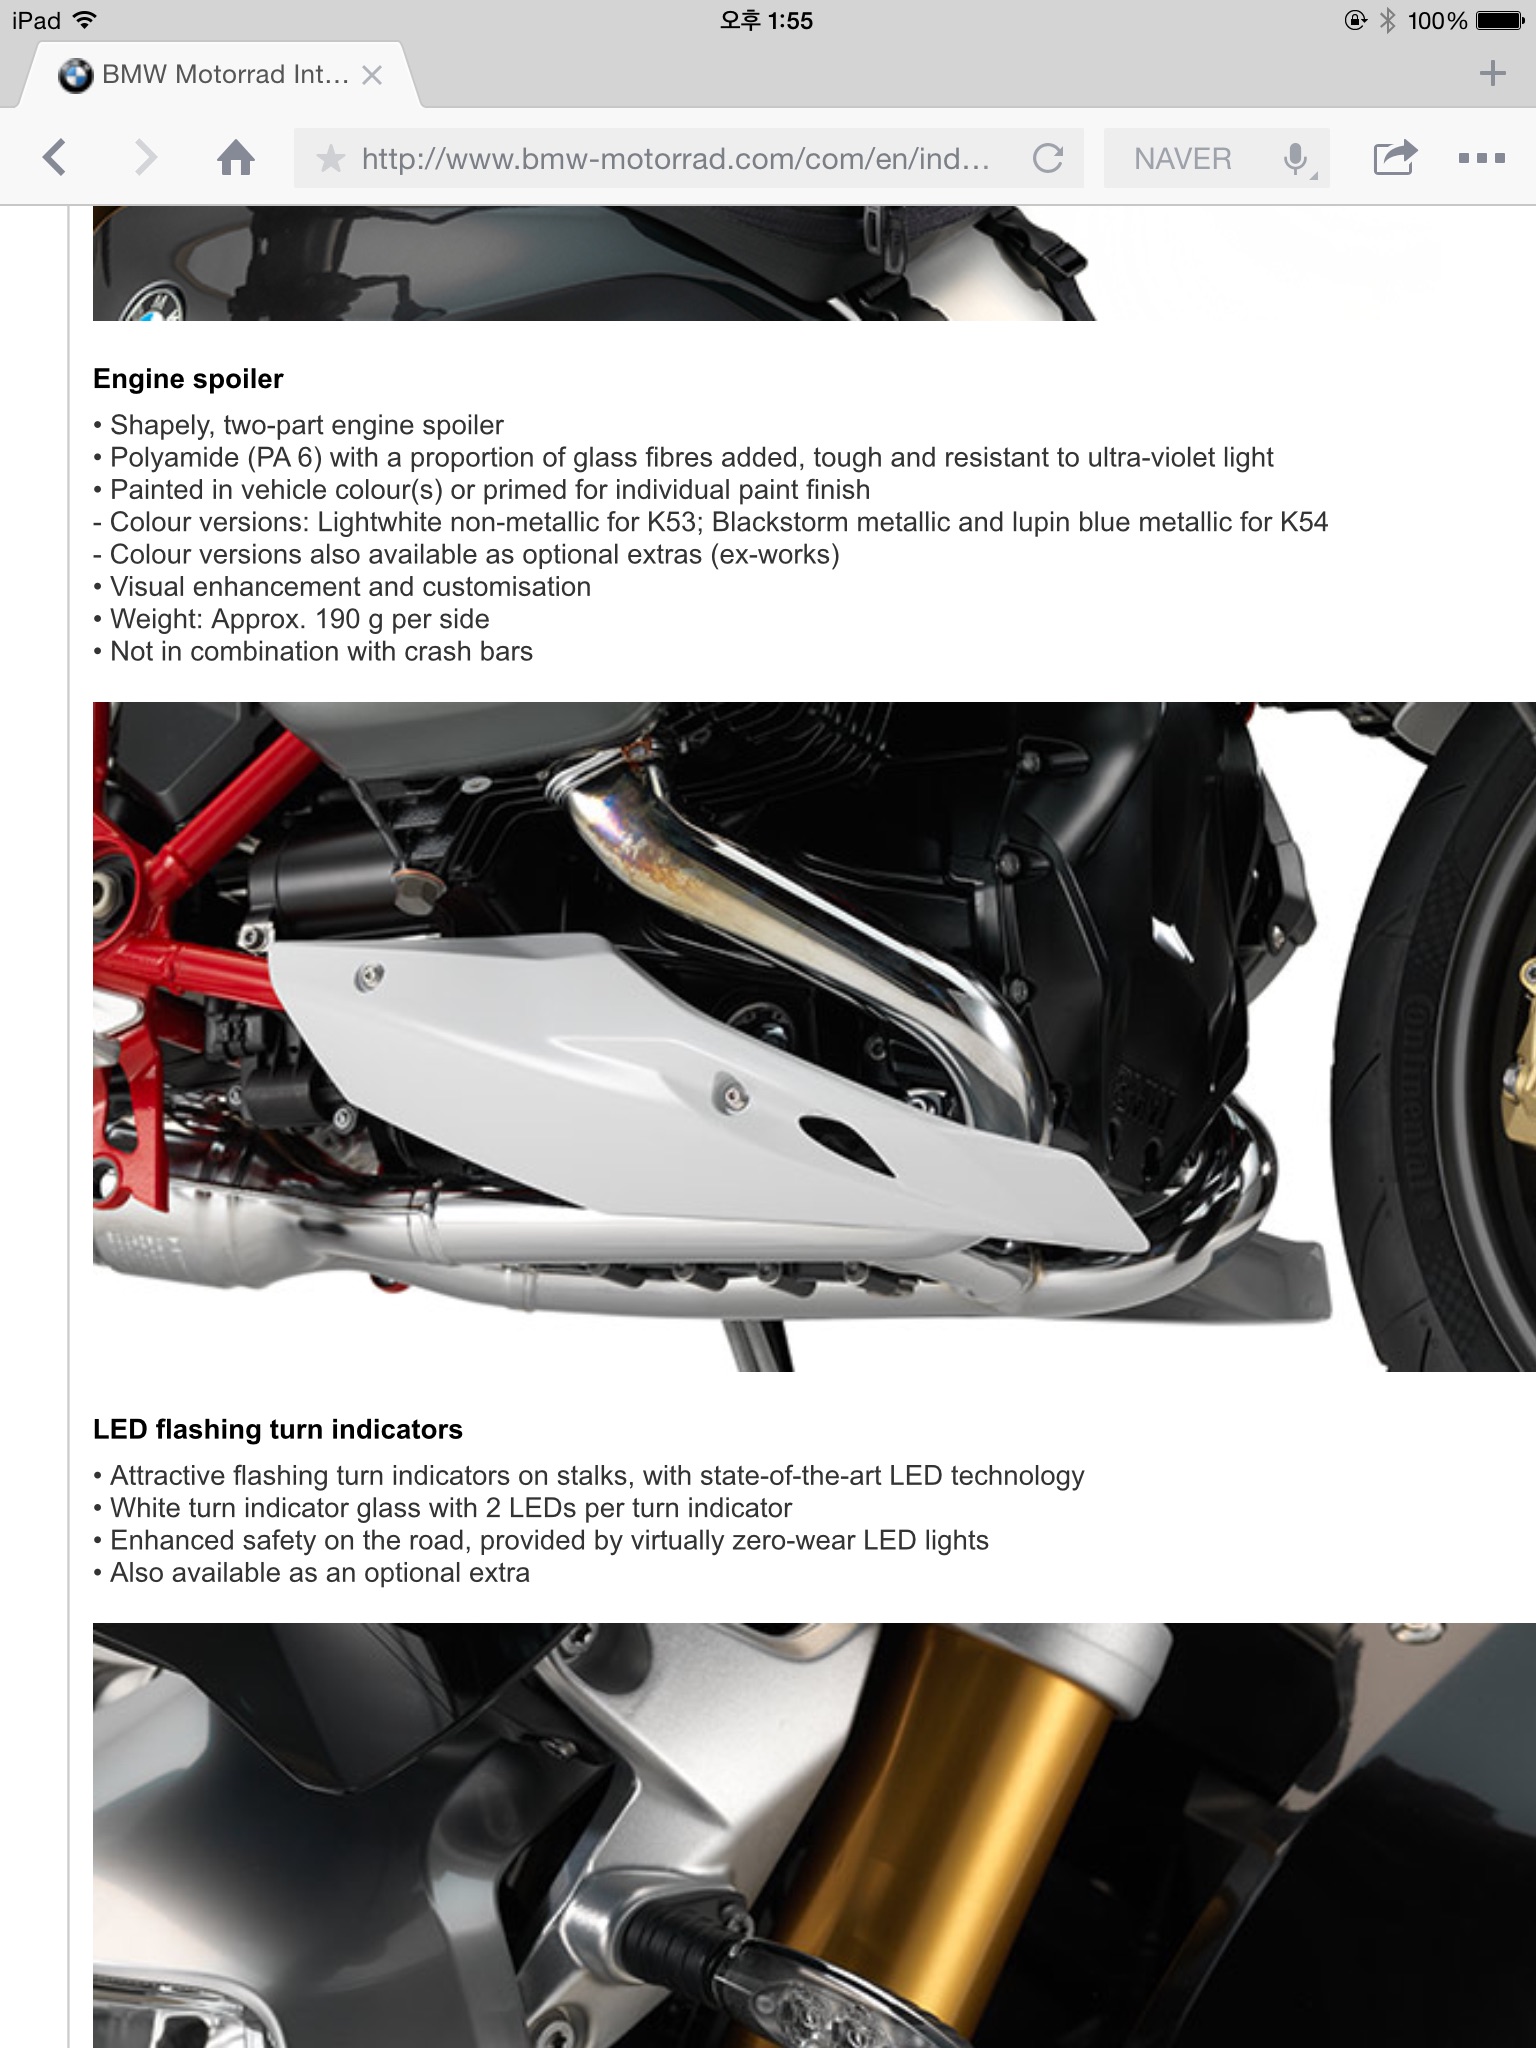 iPad
오후 1:55
100%
BMW Motorrad Int...
http://www.bmw-motorrad.com/com/en/ind...
NAVER
Engine spoiler
• Shapely, two-part engine spoiler
• Polyamide (PA 6) with a proportion of glass fibres added, tough and resistant to ultra-violet light
• Painted in vehicle colour(s) or primed for individual paint finish
- Colour versions: Lightwhite non-metallic for K53; Blackstorm metallic and lupin blue metallic for K54
- Colour versions also available as optional extras (ex-works)
• Visual enhancement and customisation
• Weight: Approx. 190 g per side
• Not in combination with crash bars
LED flashing turn indicators
• Attractive flashing turn indicators on stalks, with state-of-the-art LED technology
• White turn indicator glass with 2 LEDs per turn indicator
• Enhanced safety on the road, provided by virtually zero-wear LED lights
• Also available as an optional extra